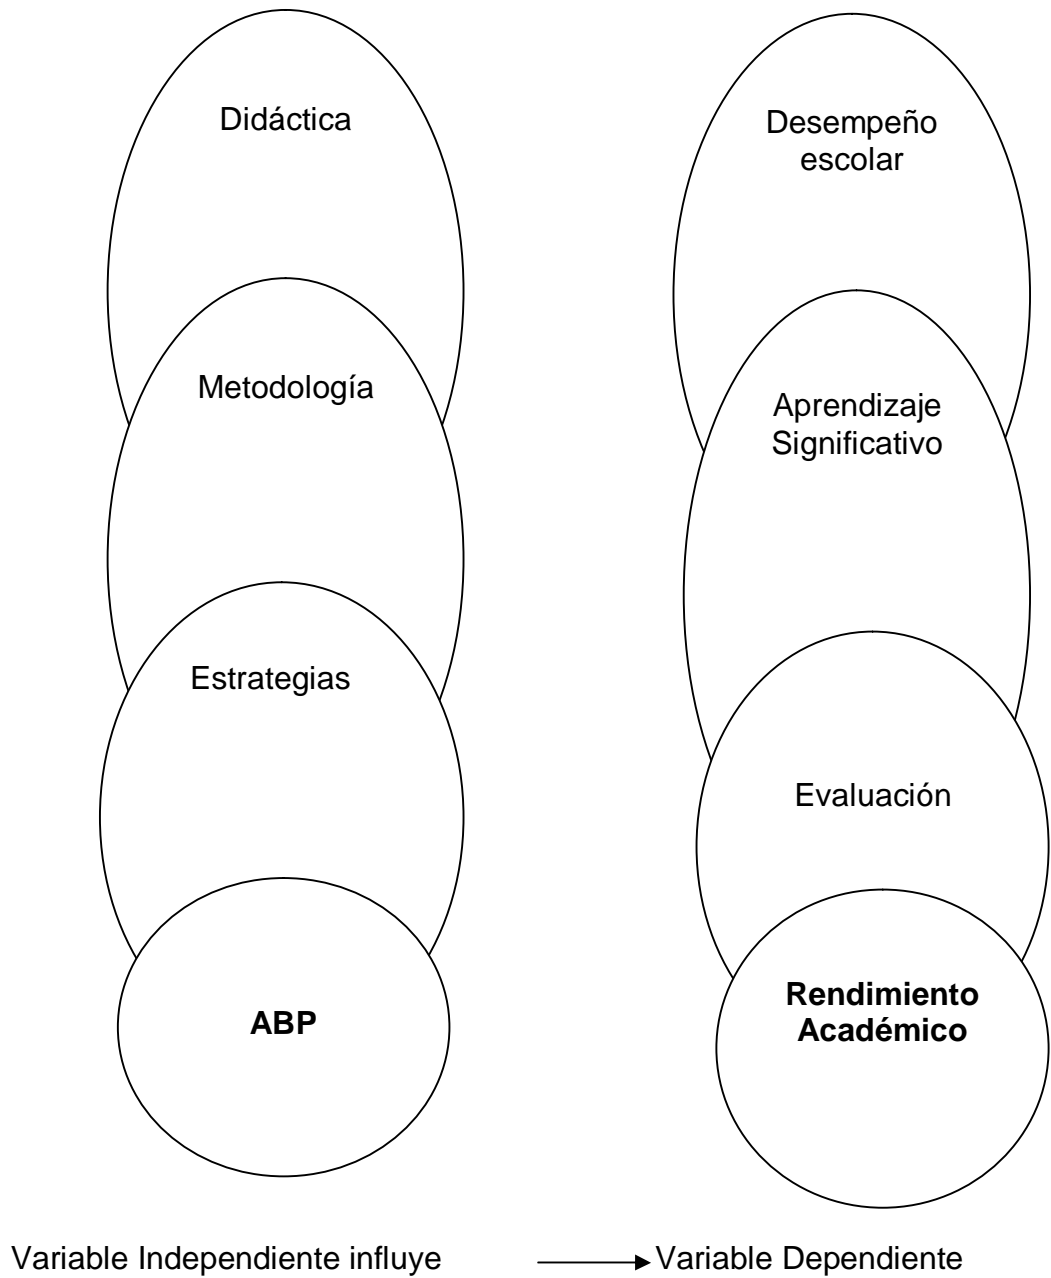 Didáctica
Metodología
Estrategias
ABP
Desempeño
escolar
Aprendizaje
Significativo
Evaluación
Rendimiento
Académico
Variable Independiente influye
Variable Dependiente